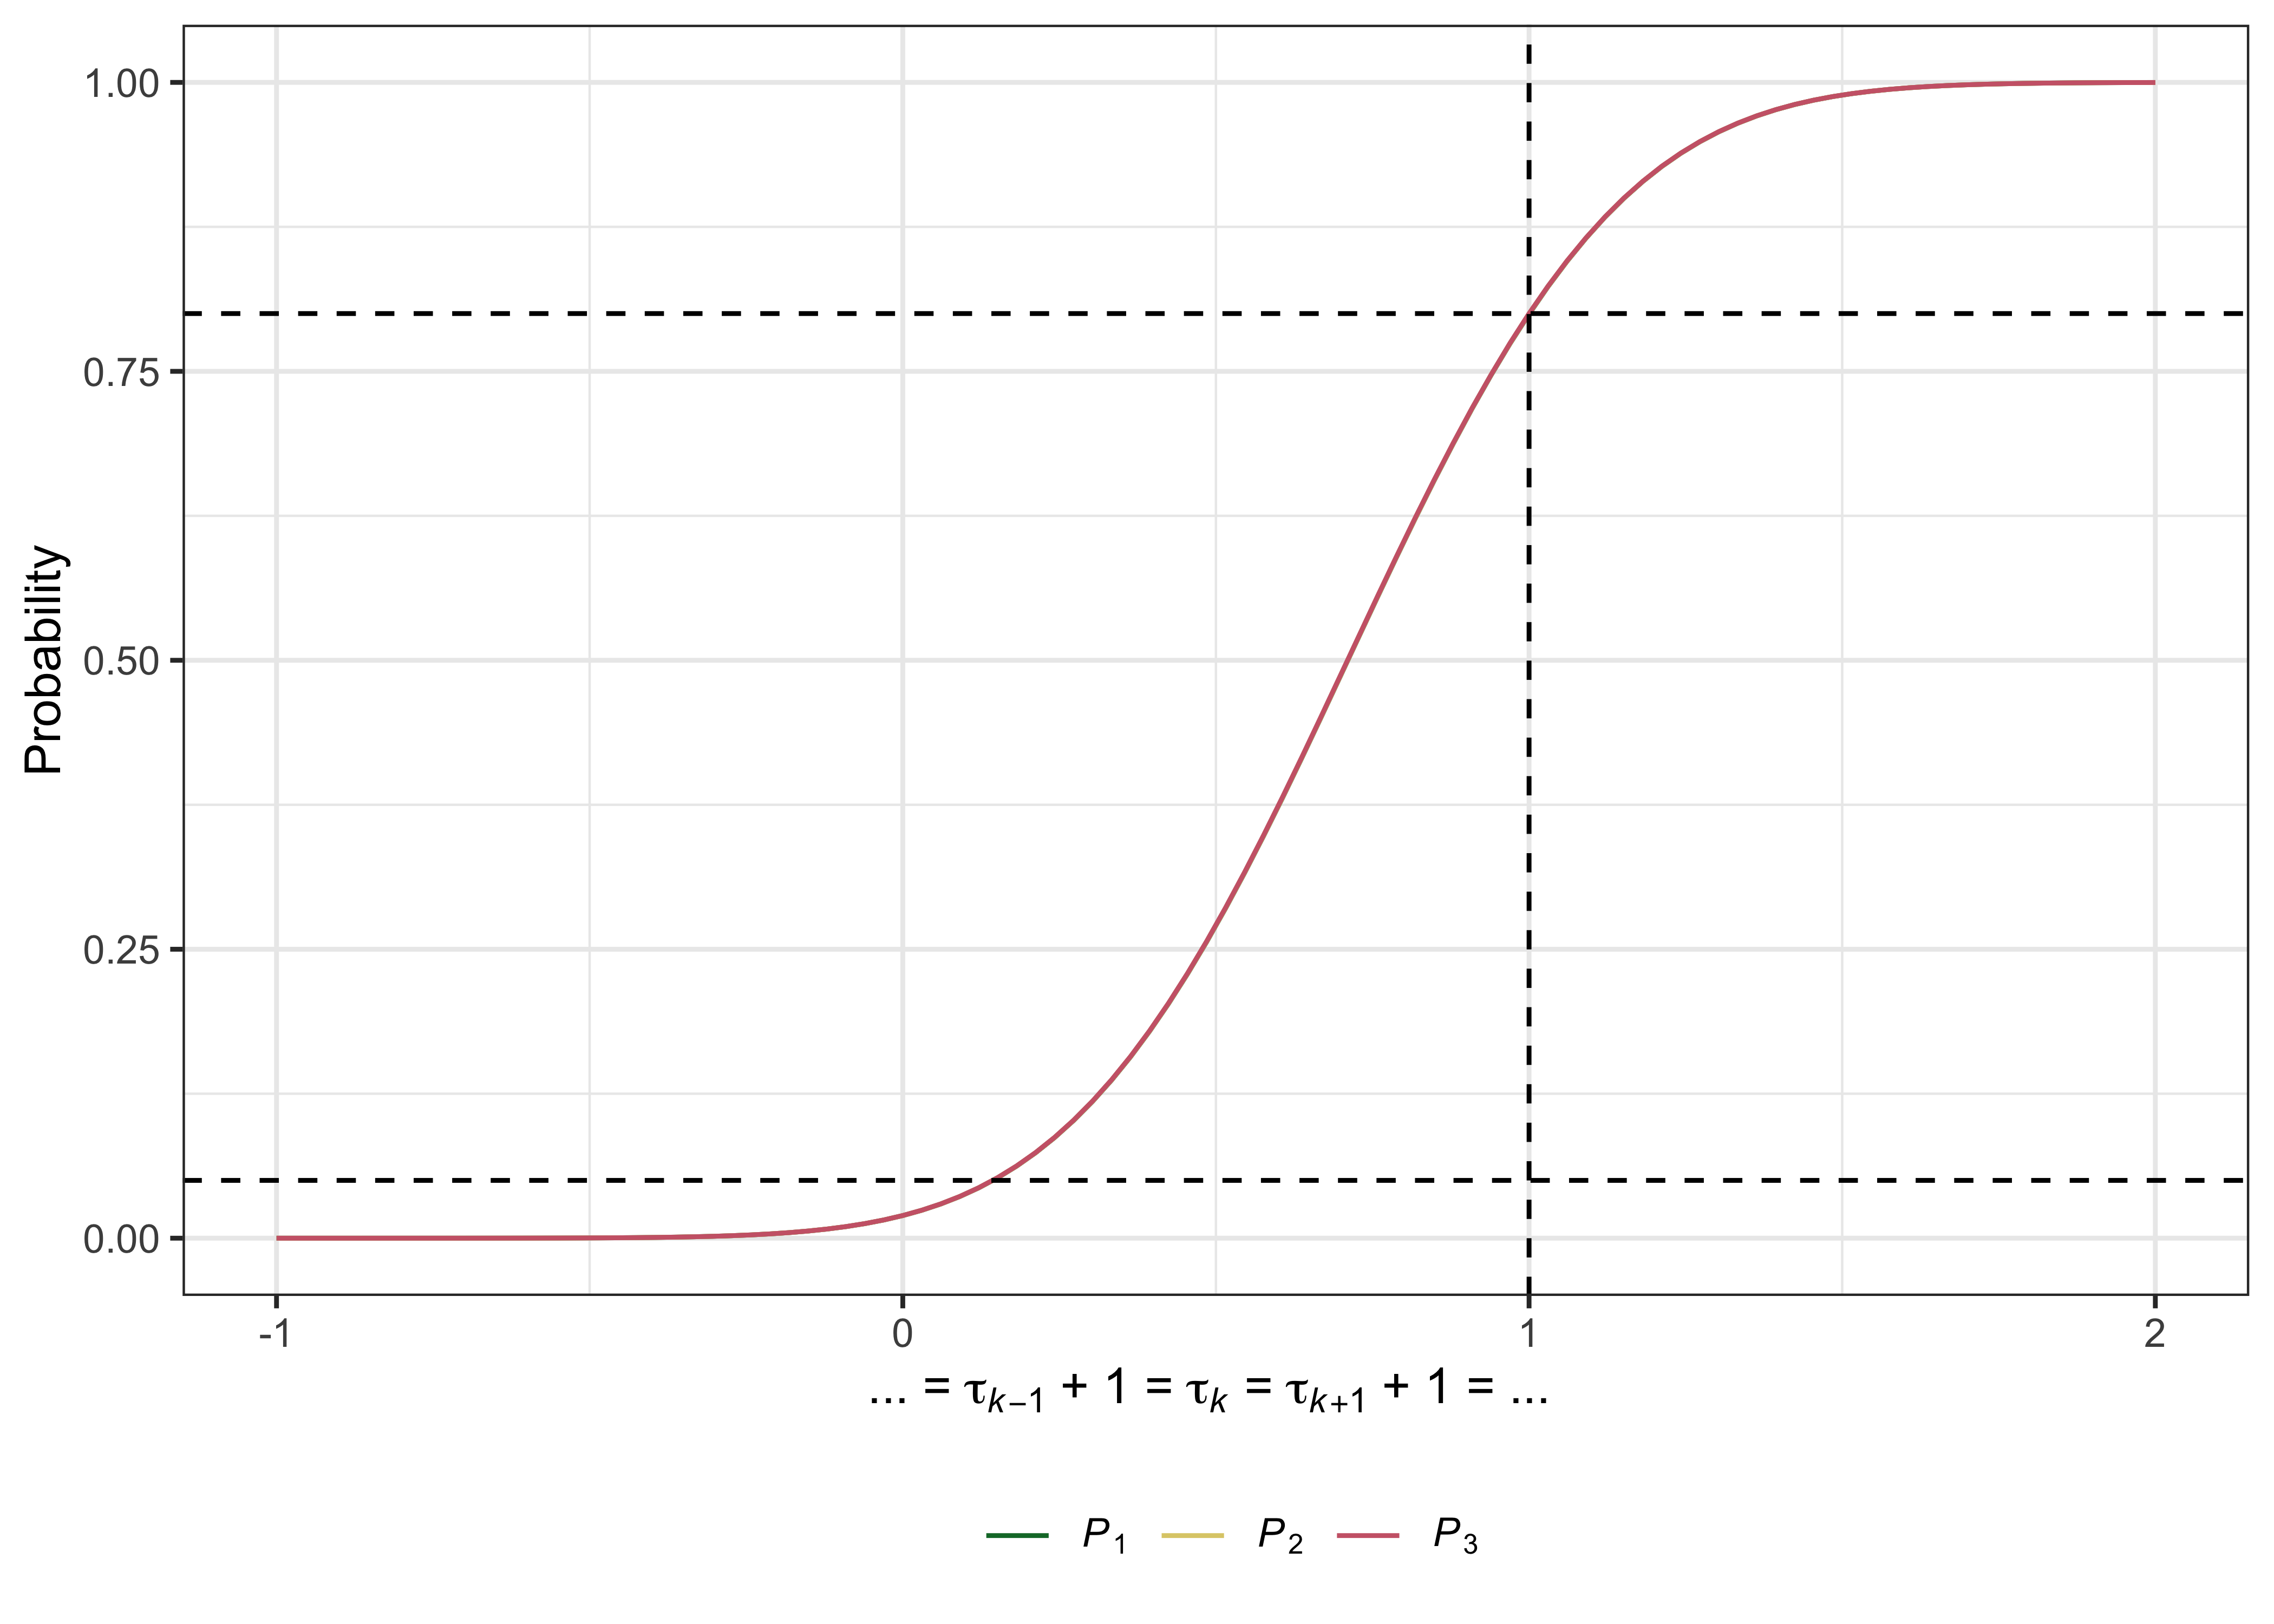 1.00
0.75
0.50
0.25
0.00
Probability
-1 0 1 2
... = τk−1 + 1 = τk = τk+1 + 1 = ...
P1 P2 P3